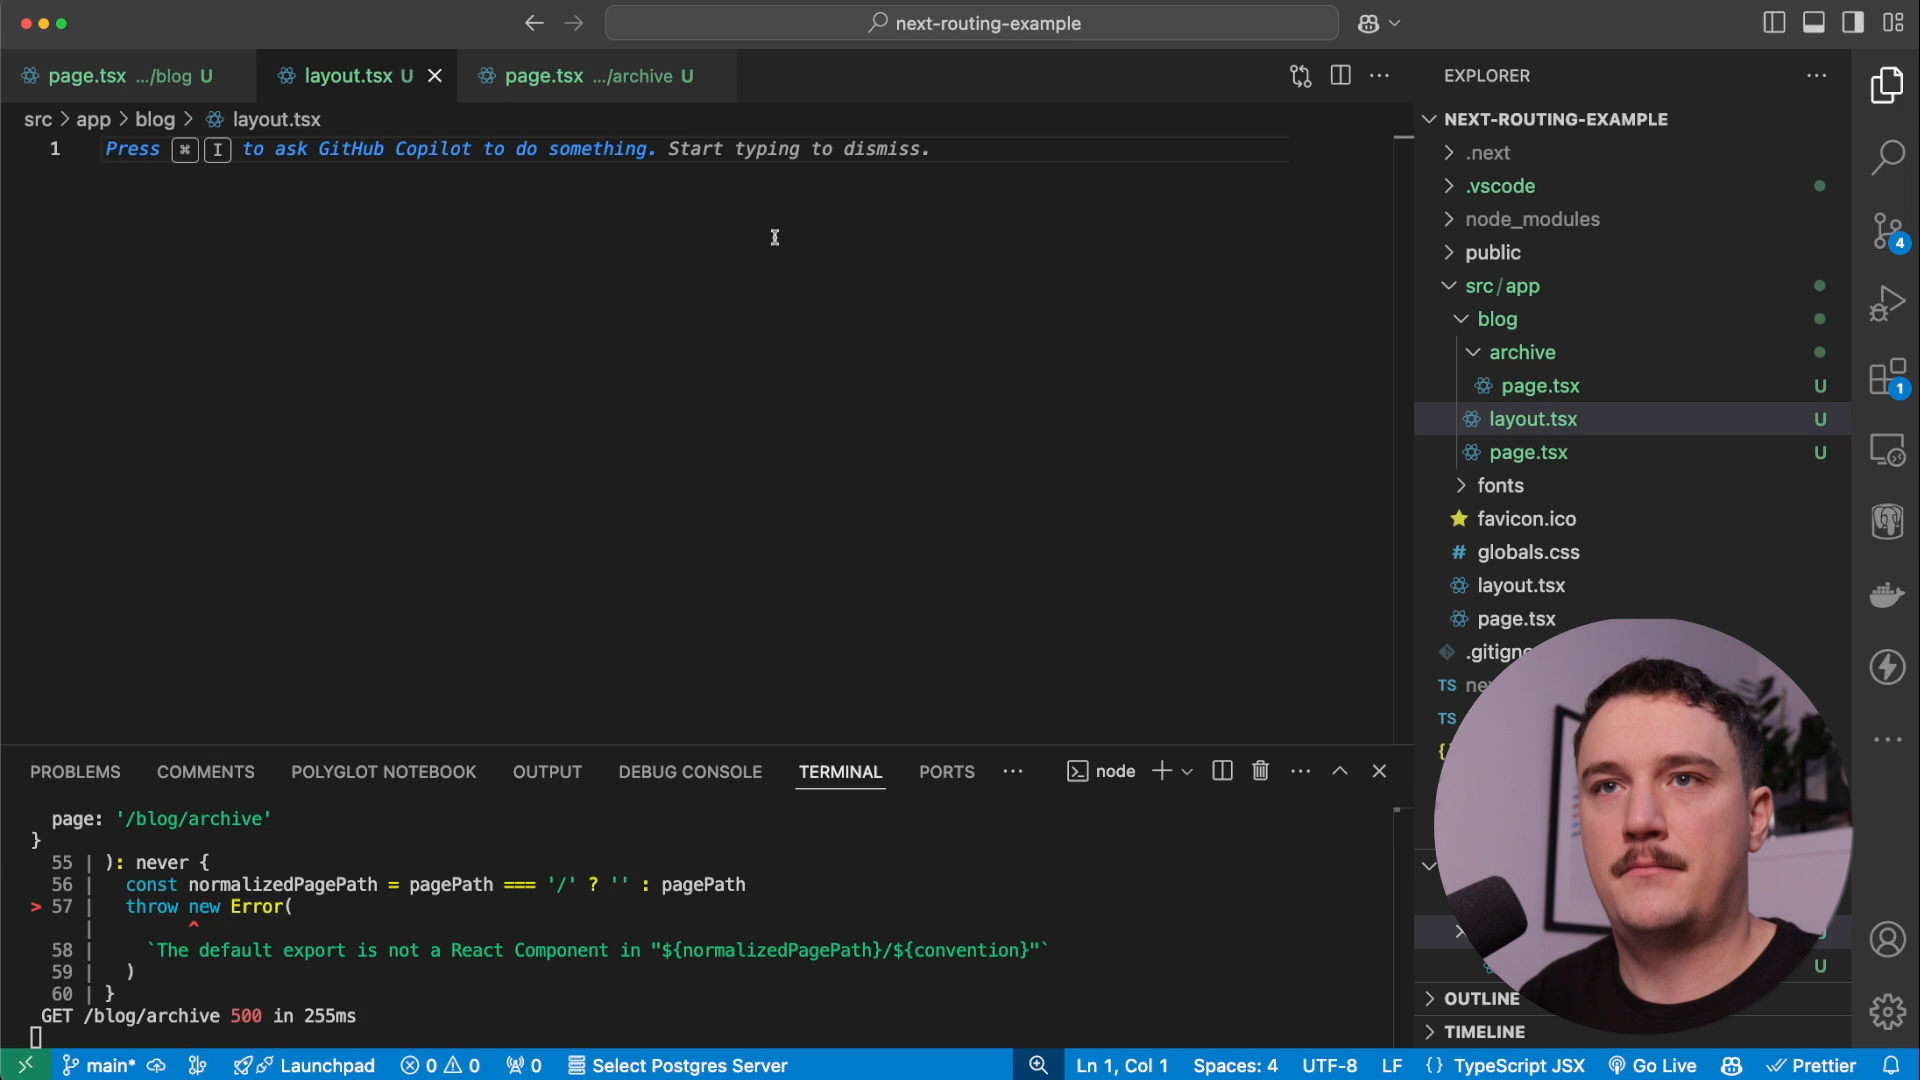 next-routing-example
page.tsx .../blog U
layout.tsx U
page.tsx .../archive U
src > app > blog > layout.tsx
1 Press ⌘ I to ask GitHub Copilot to do something. Start typing to dismiss.
EXPLORER
NEXT-ROUTING-EXAMPLE
.next
.vscode
node_modules
public
src/app
blog
archive
page.tsx U
layout.tsx U
page.tsx U
fonts
favicon.ico
globals.css
layout.tsx
page.tsx
TS
TS
U
OUTLINE
TIMELINE
4
1
PROBLEMS COMMENTS POLYGLOT NOTEBOOK OUTPUT DEBUG CONSOLE TERMINAL PORTS
node
page: '/blog/archive'
}
55 | ): never {
56 | const normalizedPagePath = pagePath === '/' ? '' : pagePath
> 57 | throw new Error(
| ^
58 | `The default export is not a React Component in "${normalizedPagePath}/${convention}"`
59 | )
60 | }
GET /blog/archive 500 in 255ms
main* Launchpad 0 0 0 Select Postgres Server Ln 1, Col 1 Spaces: 4 UTF-8 LF {} TypeScript JSX Go Live Prettier